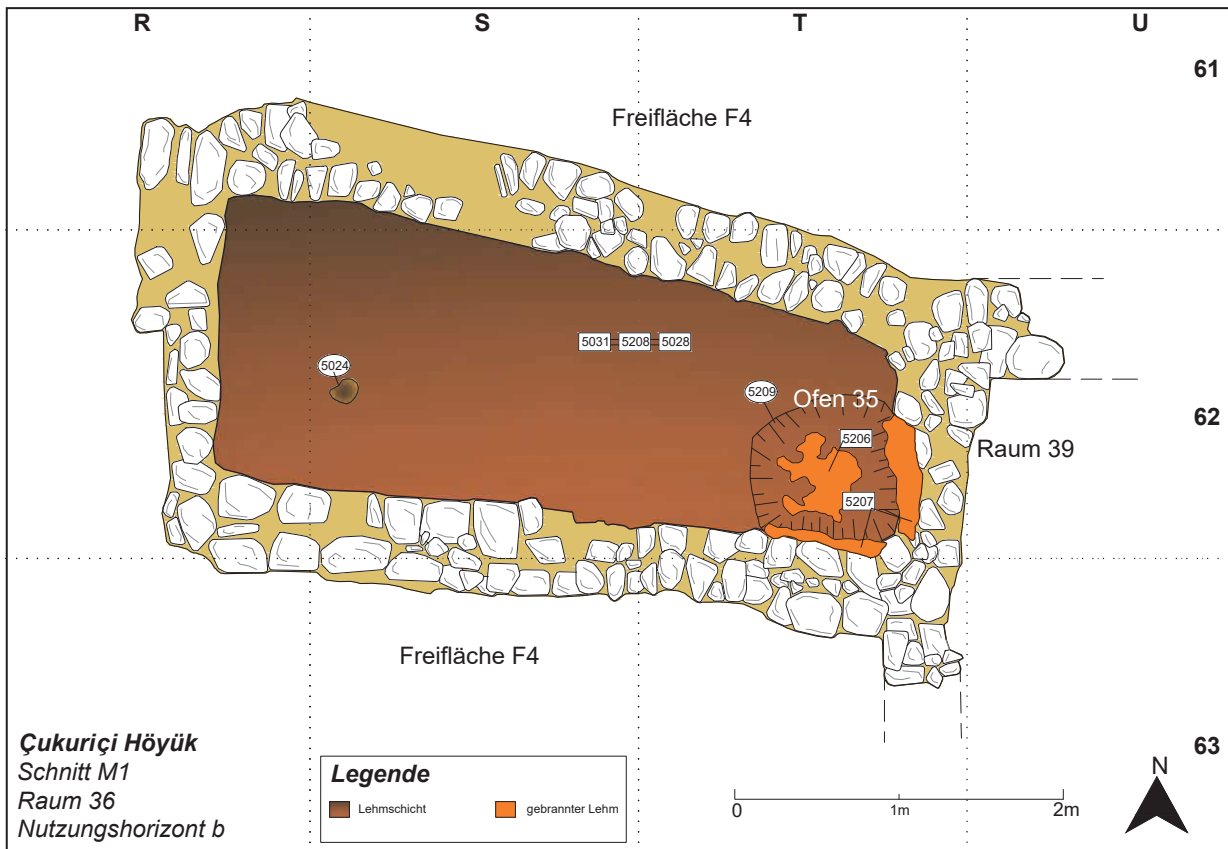 R S T U
61
Freifläche F4
5031 5208 5028
5024
5209 Ofen 35
62
5206
Raum 39
5207
Freifläche F4
Çukuriçi Höyük
Schnitt M1
Raum 36
Nutzungshorizont b
Legende
Lehmschicht gebrannter Lehm
0 1m 2m
63
N